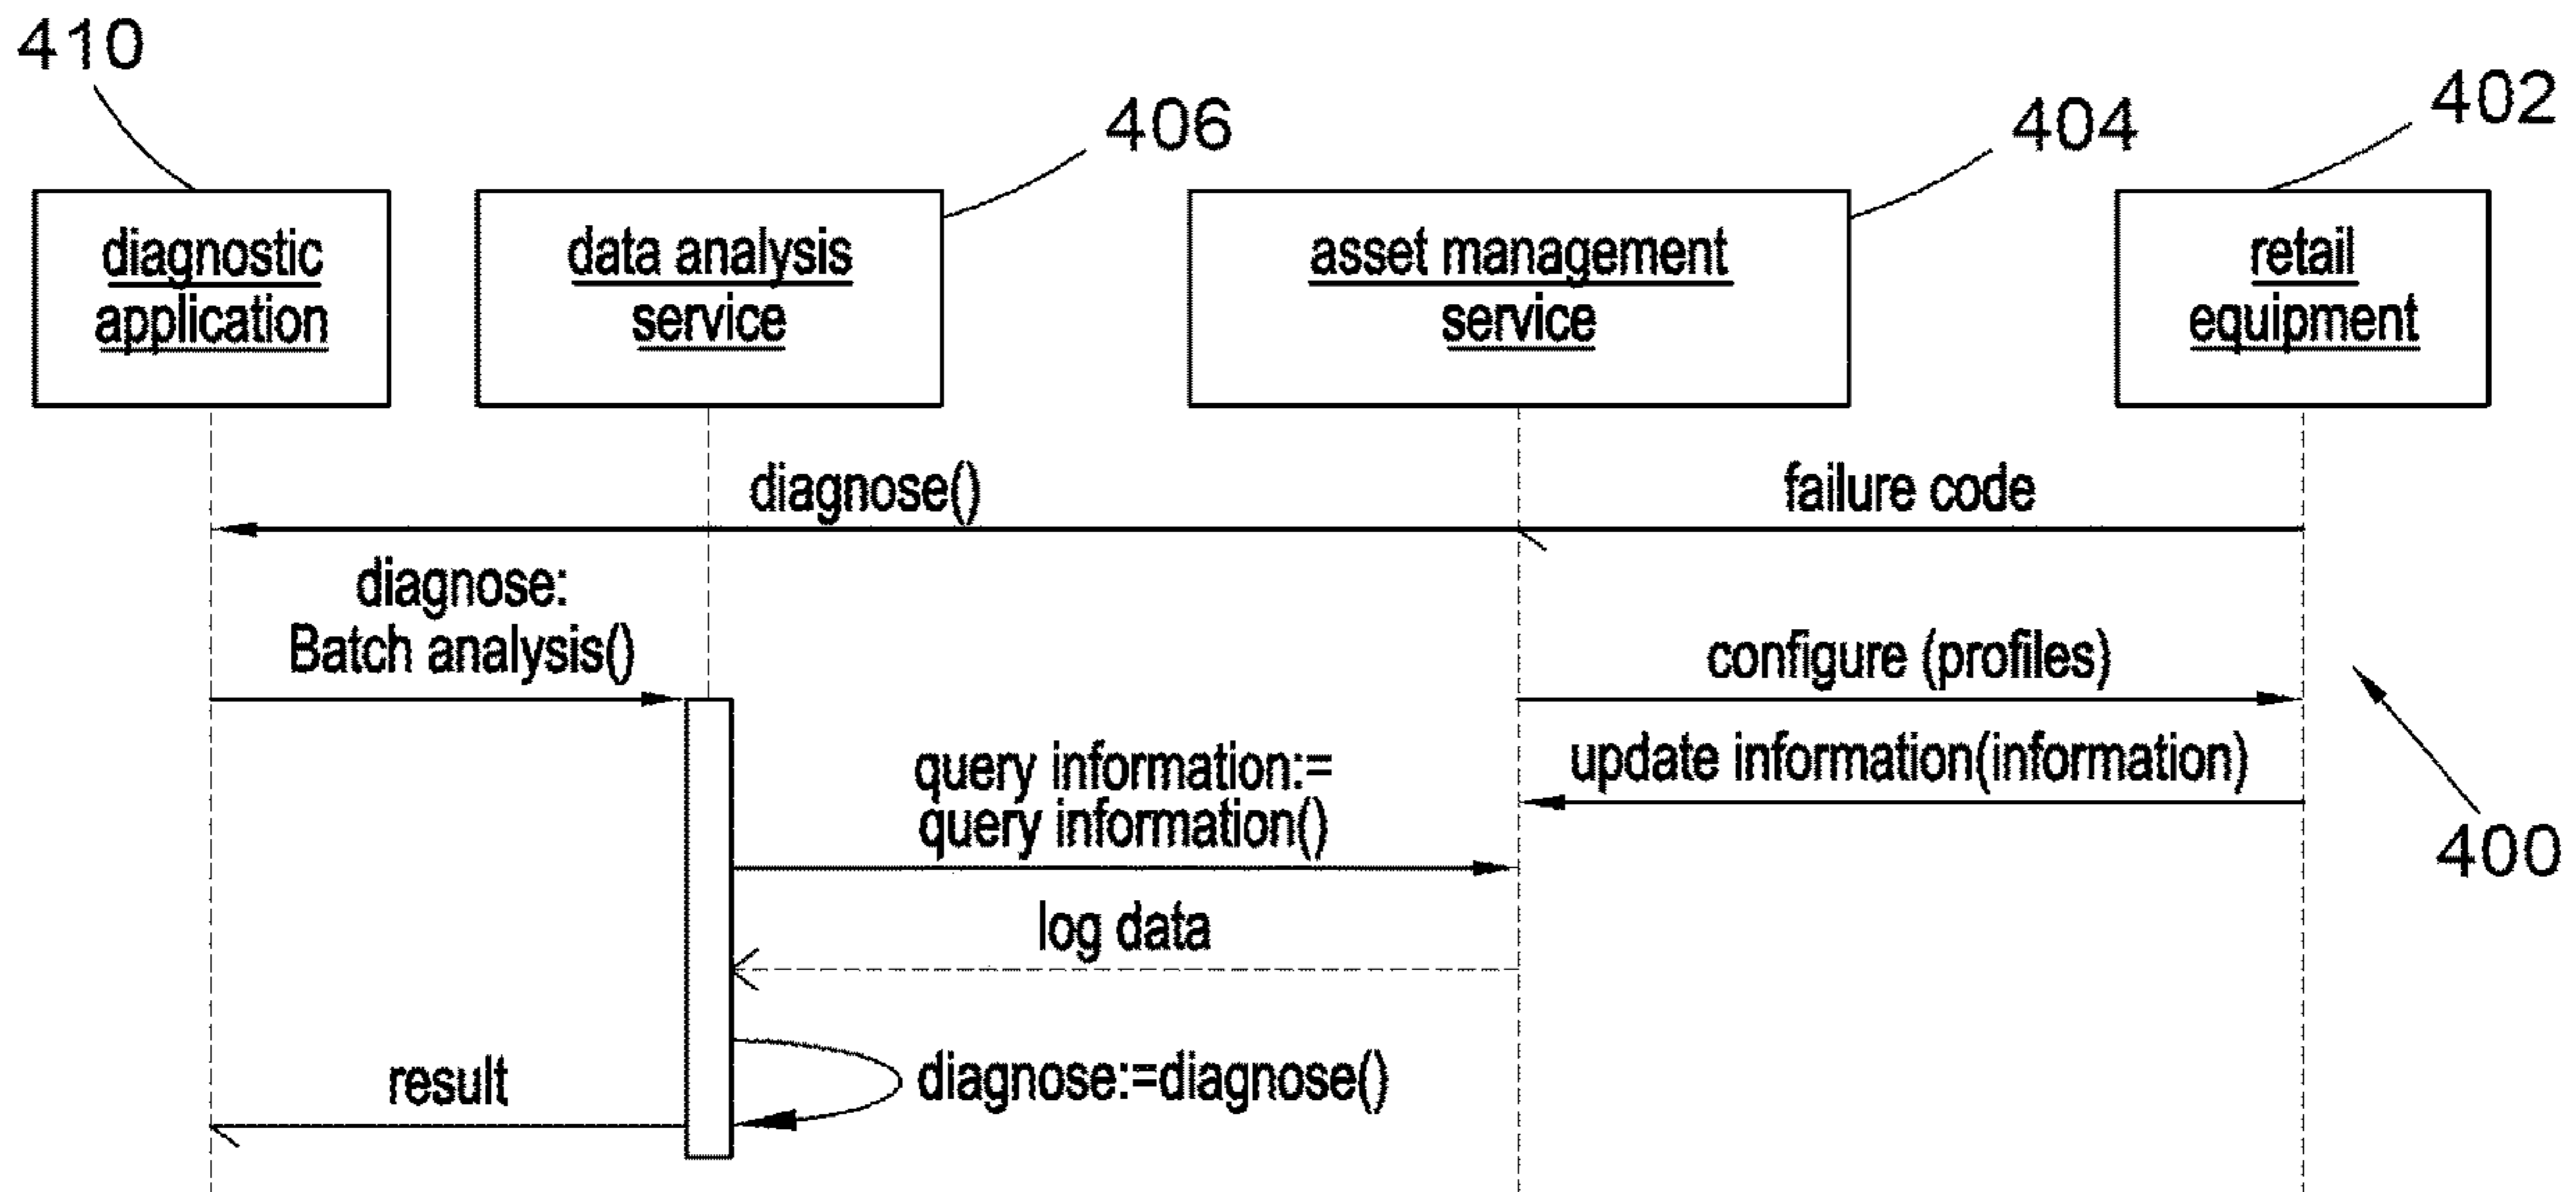 410
406
404
402
diagnostic
application
data analysis
service
asset management
service
retail
equipment
diagnose()
failure code
diagnose:
Batch analysis()
configure (profiles)
query information:=
query information()
update information(information)
400
log data
diagnose:=diagnose()
result